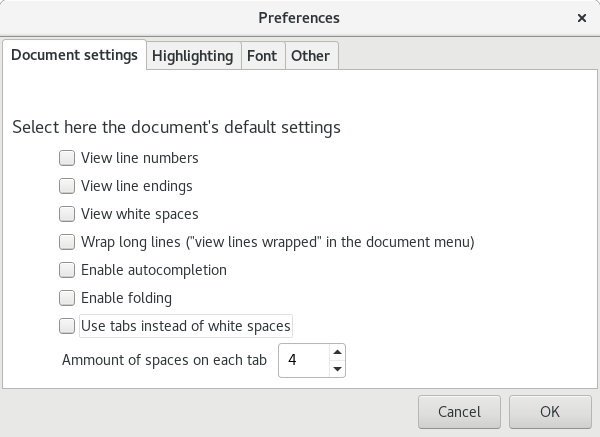 Preferences
Document settings Highlighting Font Other
Select here the document's default settings
View line numbers
View line endings
View white spaces
Wrap long lines ("view lines wrapped" in the document menu)
Enable autocompletion
Enable folding
Use tabs instead of white spaces
Ammount of spaces on each tab 4
Cancel OK